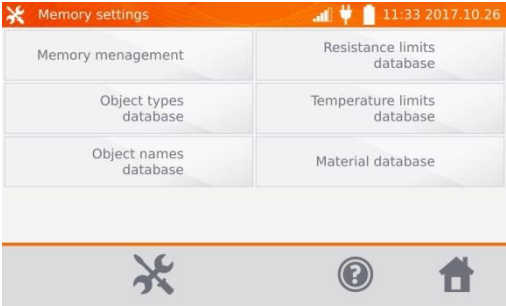 Memory settings
11:33 2017.10.26
Memory menagement
Resistance limits
database
Object types
database
Temperature limits
database
Object names
database
Material database
?